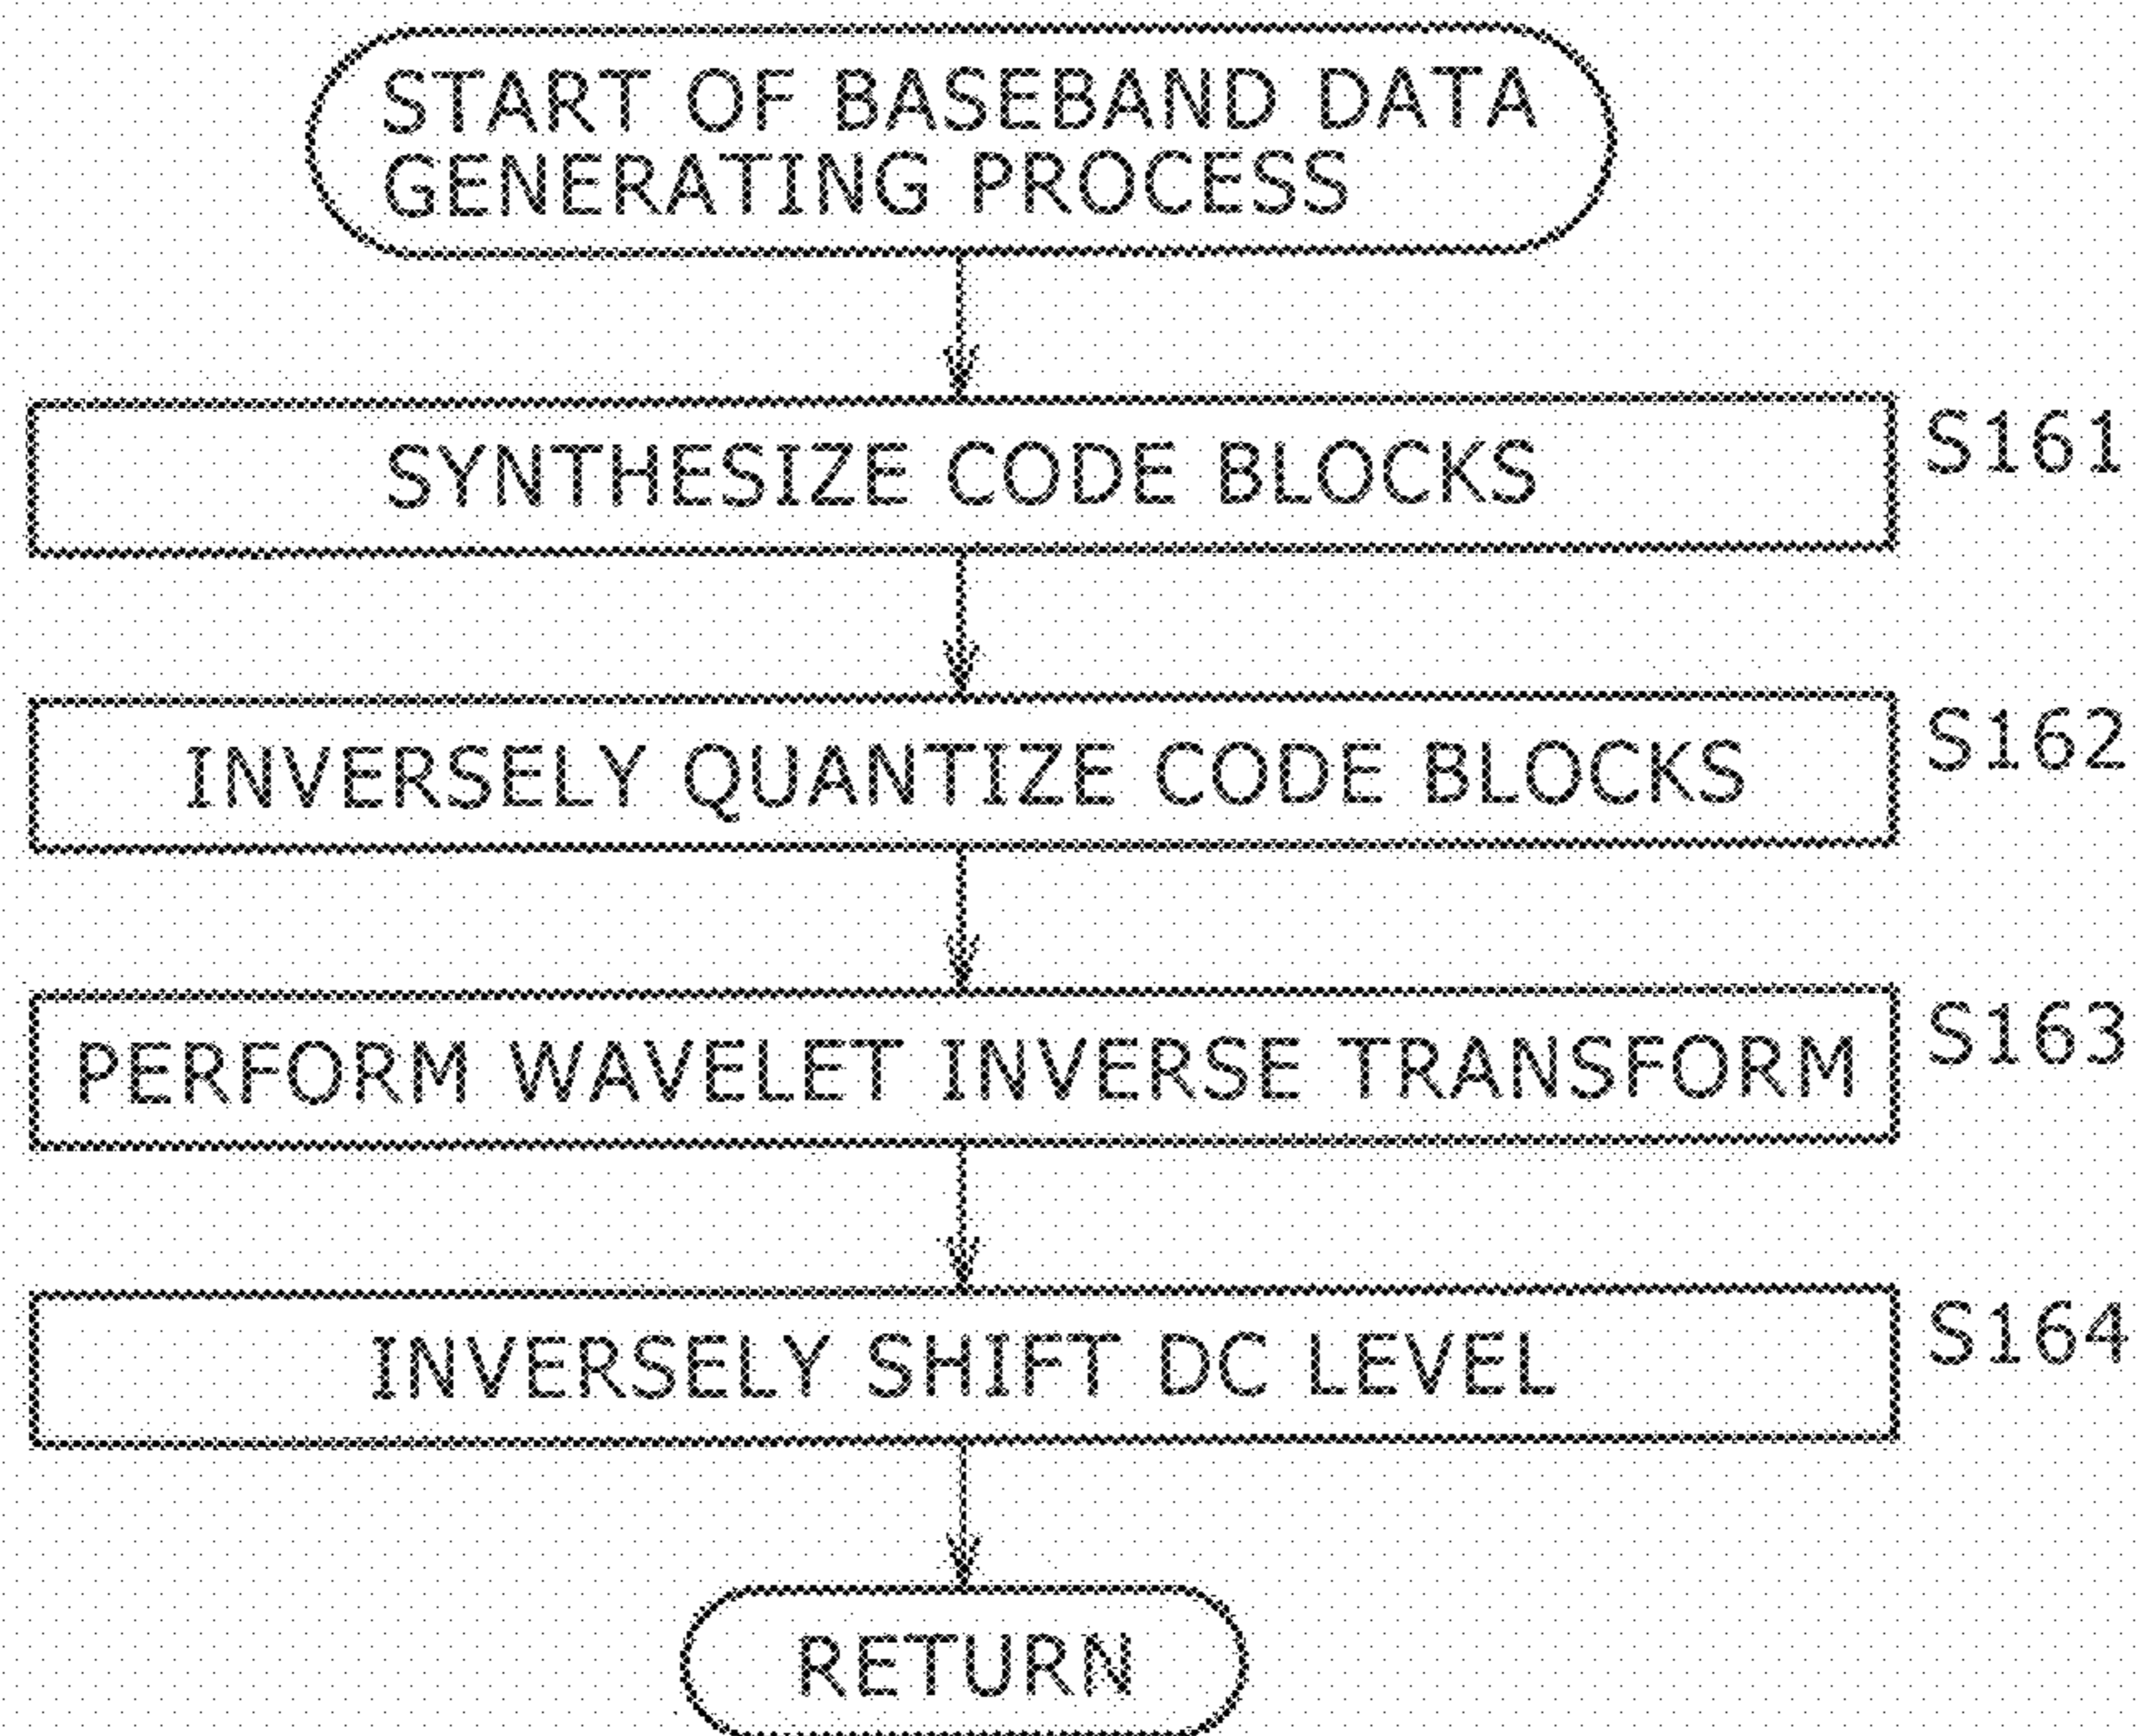 START OF BASEBAND DATA
GENERATING PROCESS
SYNTHESIZE CODE BLOCKS
S161
INVERSELY QUANTIZE CODE BLOCKS
S162
PERFORM WAVELET INVERSE TRANSFORM
S163
INVERSELY SHIFT DC LEVEL
S164
RETURN